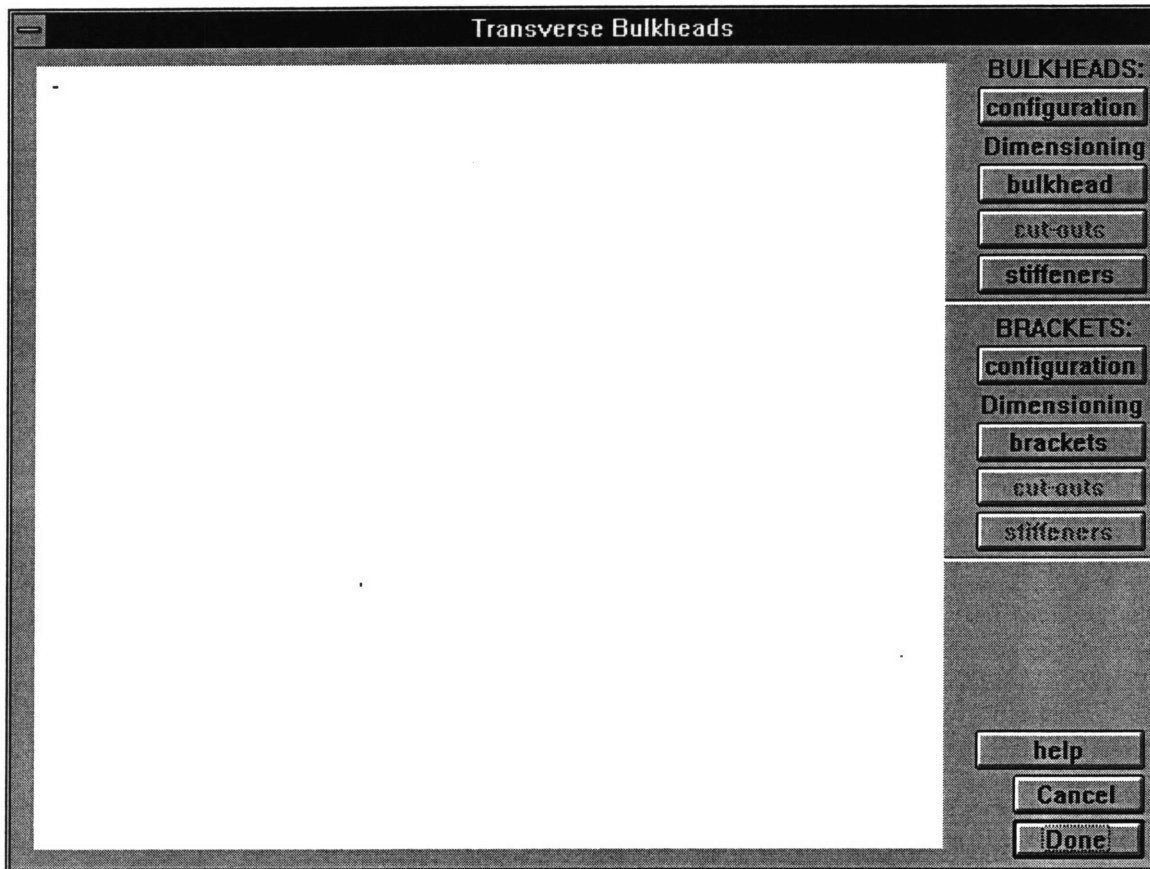 Transverse Bulkheads
BULKHEADS:
configuration
Dimensioning
bulkhead
cut-outs
stiffeners
BRACKETS:
configuration
Dimensioning
brackets
cut-outs
stiffeners
help
Cancel
Done